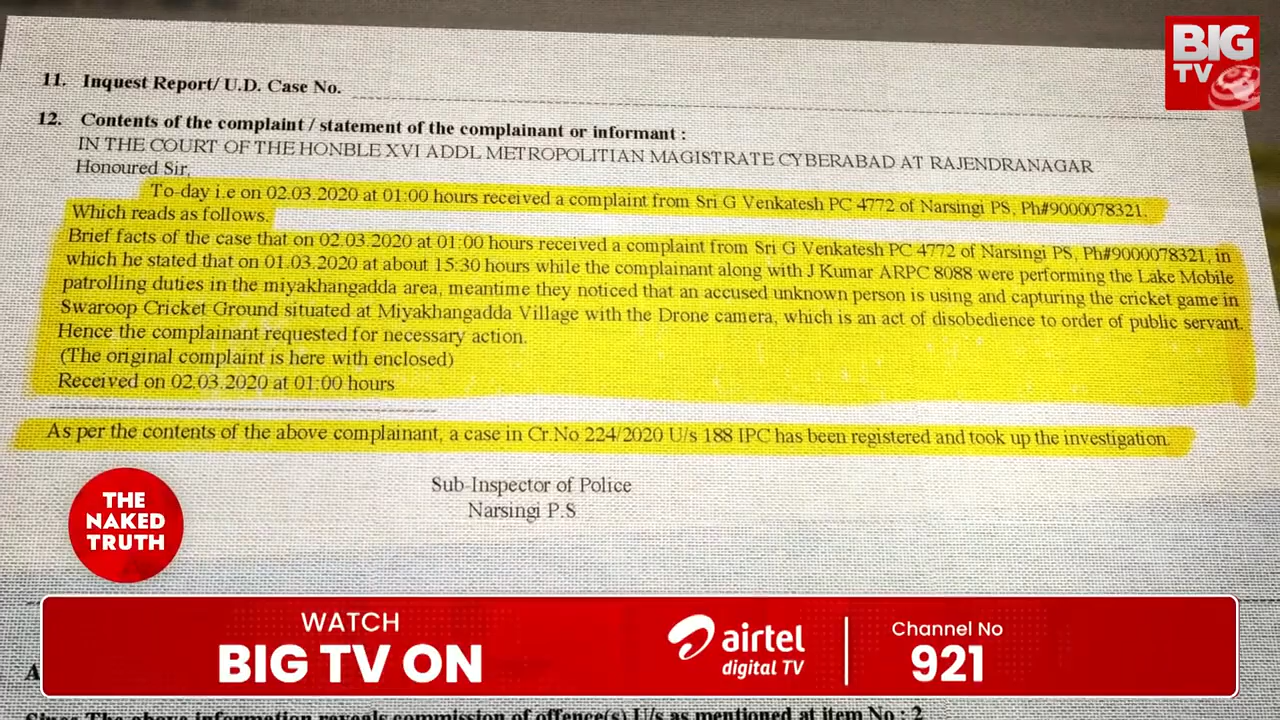 BIG
TV
11. Inquest Report/ U.D. Case No.
12. Contents of the complaint / statement of the complainant or informant :
IN THE COURT OF THE HONBLE XVI ADDL METROPOLITIAN MAGISTRATE CYBERABAD AT RAJENDRANAGAR
Honoured Sir,
To-day i.e on 02.03.2020 at 01:00 hours received a complaint from Sri G Venkatesh PC 4772 of Narsingi PS, Ph#9000078321.
Which reads as follows.
Brief facts of the case that on 02.03.2020 at 01:00 hours received a complaint from Sri G Venkatesh PC 4772 of Narsingi PS, Ph#9000078321, in
which he stated that on 01.03.2020 at about 15:30 hours while the complainant along with J Kumar ARPC 8088 were performing the Lake Mobile
patrolling duties in the miyakhangadda area, meantime they noticed that an accused unknown person is using and capturing the cricket game in
Swaroop Cricket Ground situated at Miyakhangadda Village with the Drone camera, which is an act of disobedience to order of public servant.
Hence the complainant requested for necessary action.
(The original complaint is here with enclosed)
Received on 02.03.2020 at 01:00 hours
As per the contents of the above complainant, a case in Cr.No 224/2020 U/s 188 IPC has been registered and took up the investigation.
Sub-Inspector of Police
Narsingi P.S
THE
NAKED
TRUTH
WATCH
BIG TV ON
airtel
digital TV
Channel No
921
A
of offence(s) U/s as mentioned at item No : 2